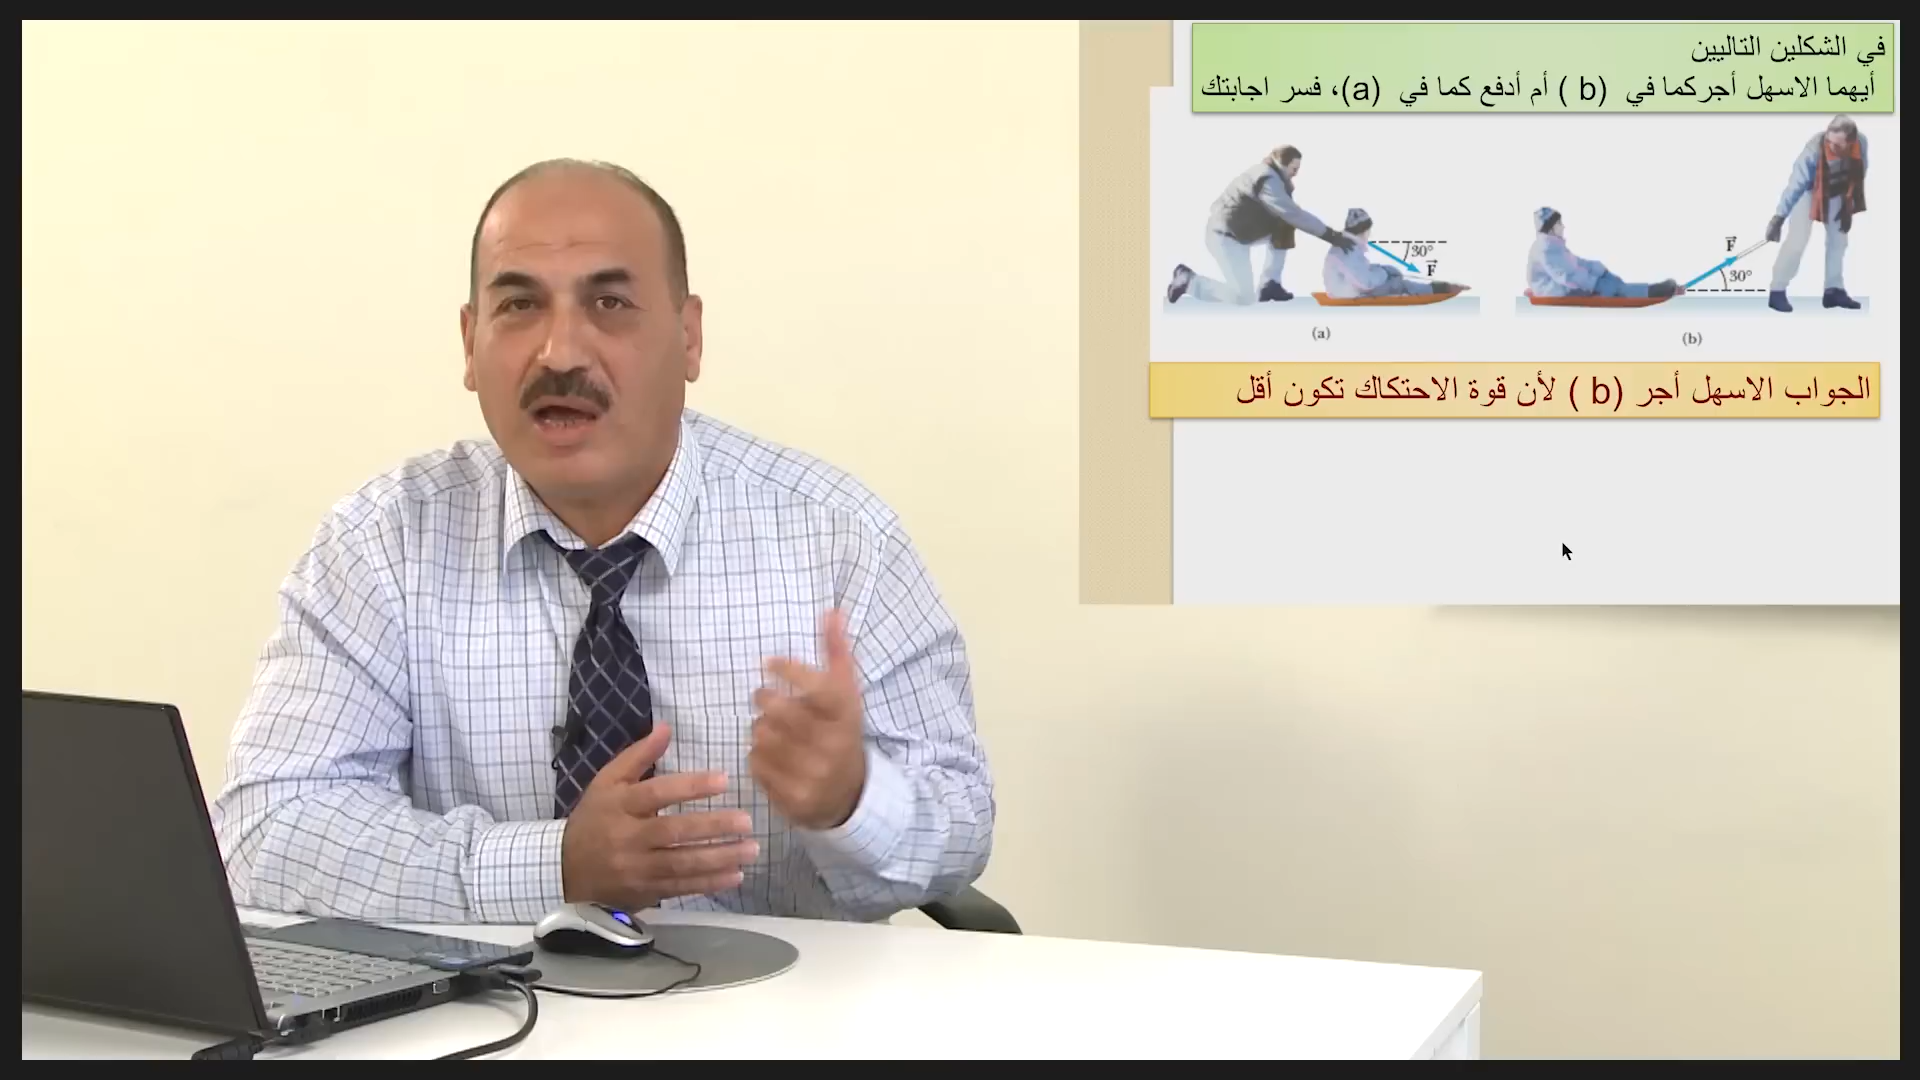 في الشكلين التاليين
أيهما الاسهل أجركما في ( b ) أم أدفع كما في (a)، فسر اجابتك
30°
F
F
30°
(a)
(b)
الجواب الاسهل أجر ( b ) لأن قوة الاحتكاك تكون أقل